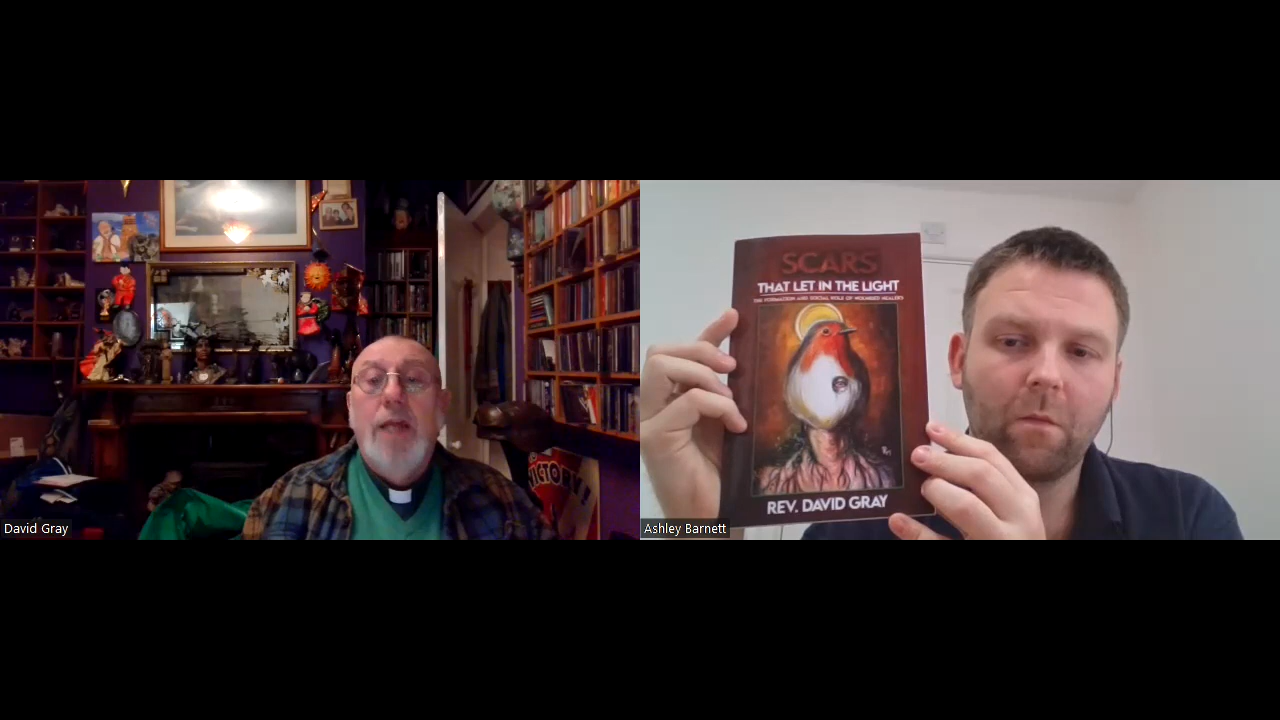 SCARS
THAT LET IN THE LIGHT
THE FORMATION AND SOCIAL ROLE OF WOUNDED HEALERS
REV. DAVID GRAY
VICTORY!
David Gray
Ashley Barnett